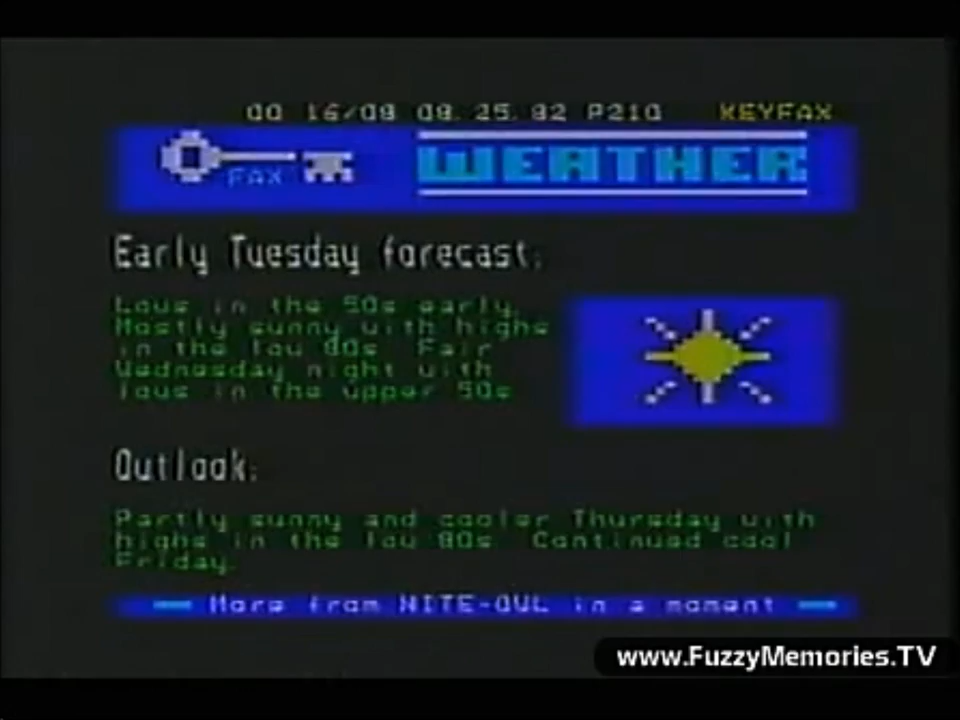 00 16/08 08.25.82 P210 KEYFAX
FAX WEATHER
Early Tuesday forecast:
Lows in the 50s early.
Mostly sunny with highs
in the low 80s Fair
Wednesday night with
lows in the upper 50s
Outlook:
Partly sunny and cooler Thursday with
highs in the low 80s Continued cool
Friday.
More from NITE-OWL in a moment
www.FuzzyMemories.TV